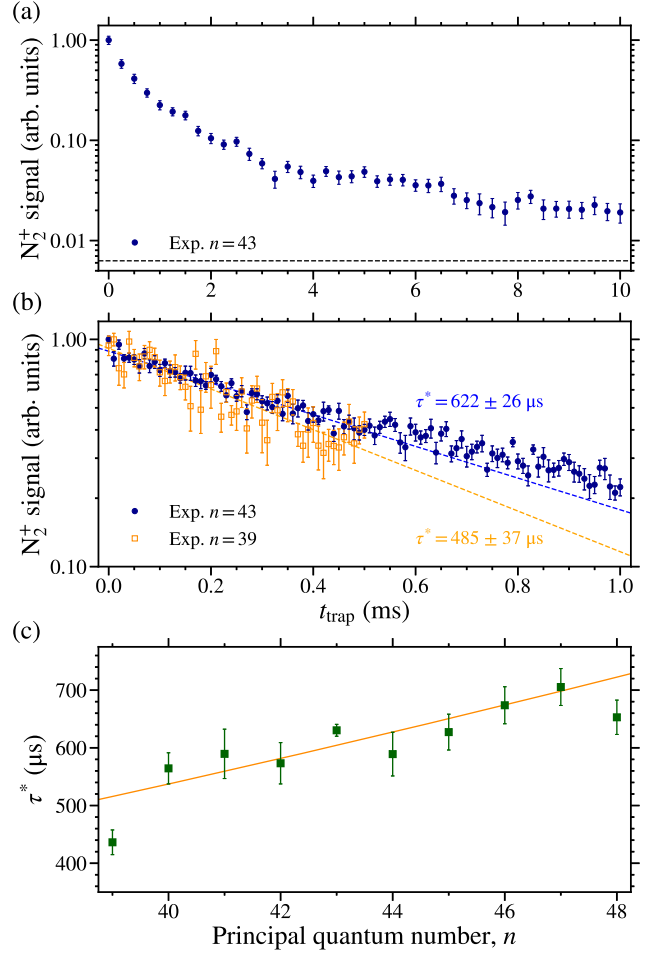 (a)
1.00
0.10
0.01
N₂⁺ signal (arb. units)
Exp. n = 43
0 2 4 6 8 10
(b)
1.00
0.10
N₂⁺ signal (arb. units)
τ* = 622 ± 26 μs
Exp. n = 43
Exp. n = 39
τ* = 485 ± 37 μs
0.0 0.2 0.4 0.6 0.8 1.0
t_trap (ms)
(c)
700
600
500
400
τ* (μs)
40 42 44 46 48
Principal quantum number, n